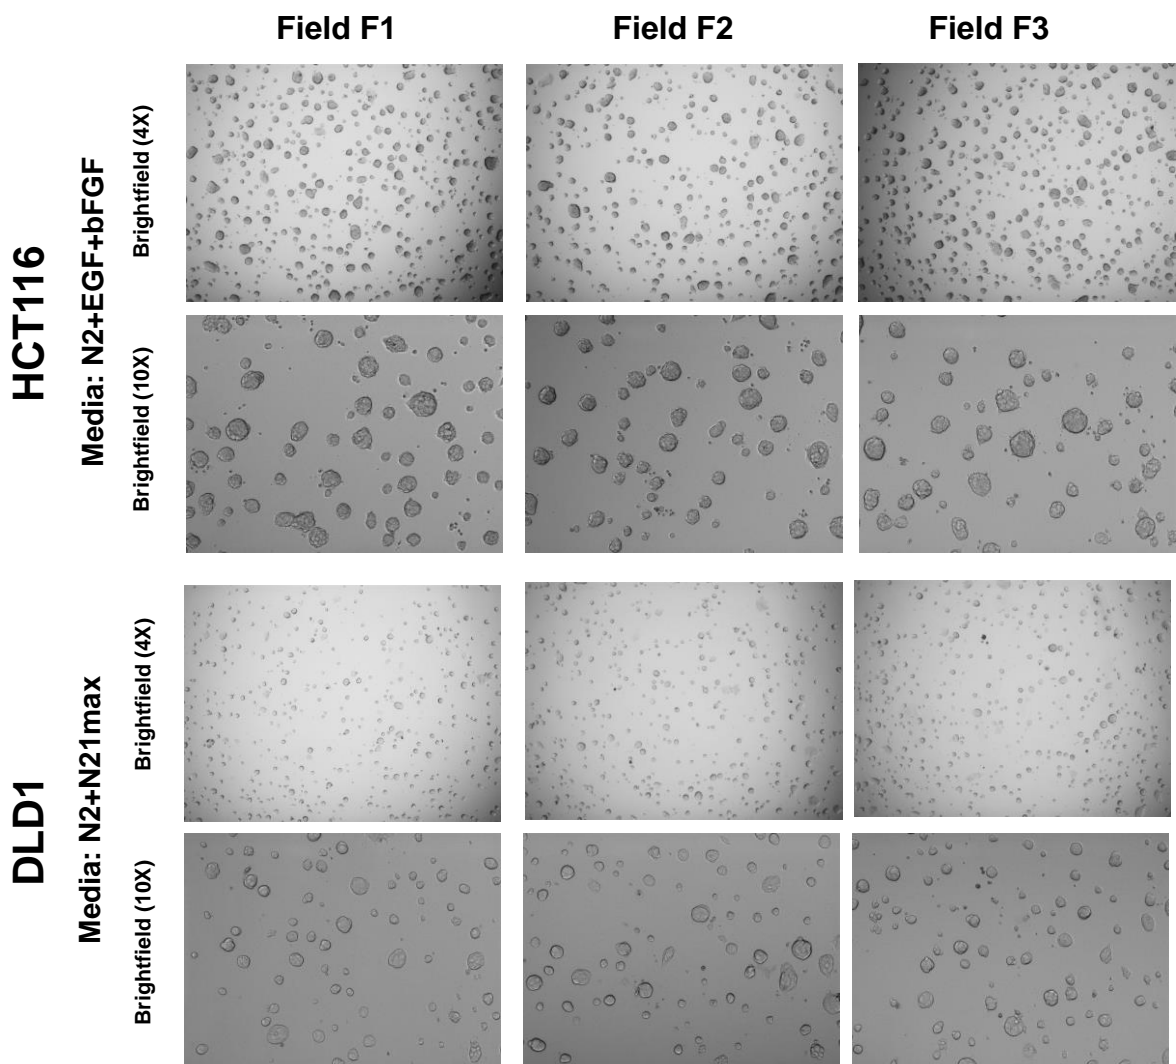 Field F1
Field F2
Field F3
HCT116
Media: N2+EGF+bFGF
Brightfield (4X)
Brightfield (10X)
DLD1
Media: N2+N21max
Brightfield (4X)
Brightfield (10X)